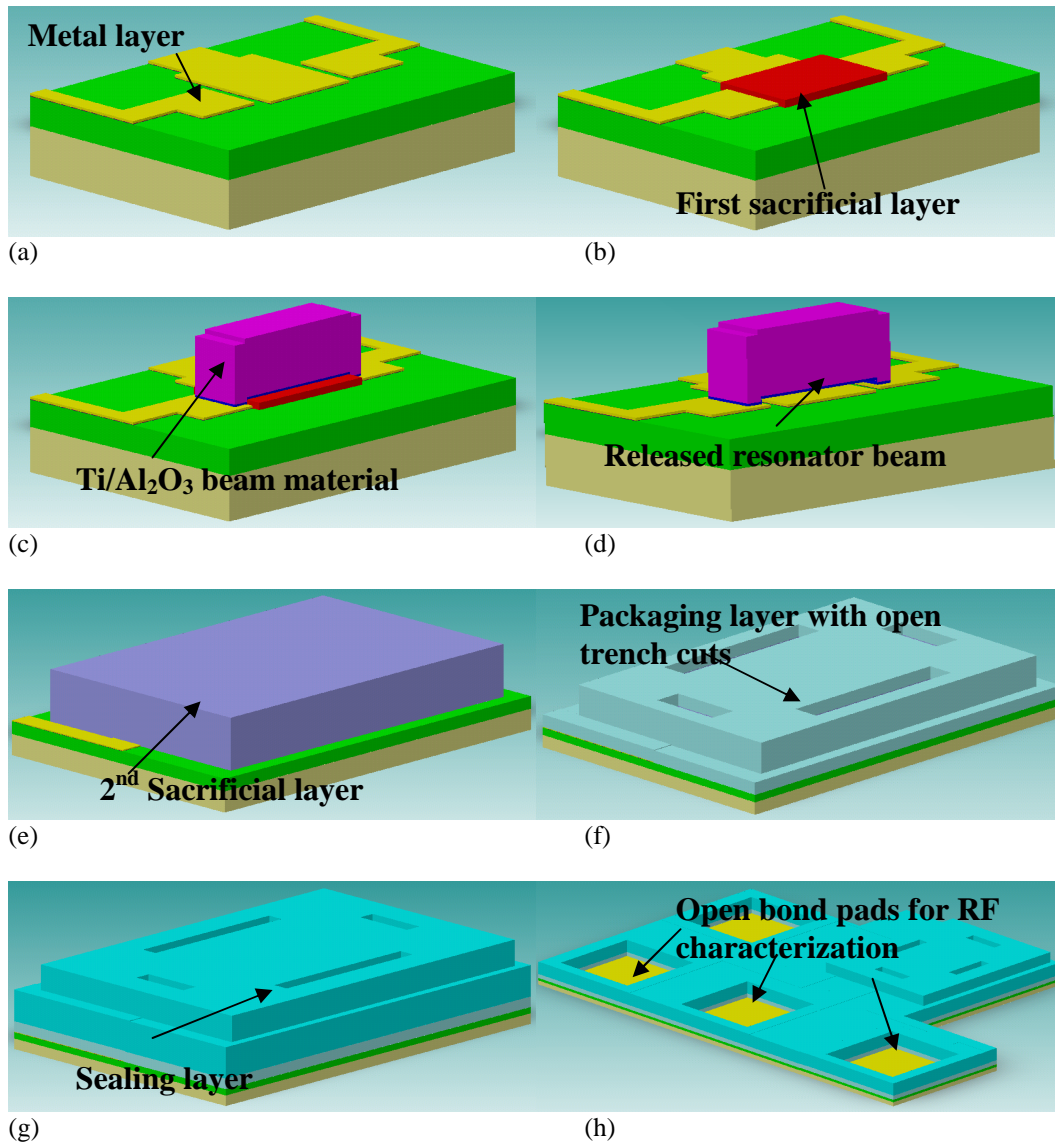 Metal layer
First sacrificial layer
(a)
(b)
Ti/Al₂O₃ beam material
Released resonator beam
(c)
(d)
2nd Sacrificial layer
Packaging layer with open
trench cuts
(e)
(f)
Sealing layer
Open bond pads for RF
characterization
(g)
(h)